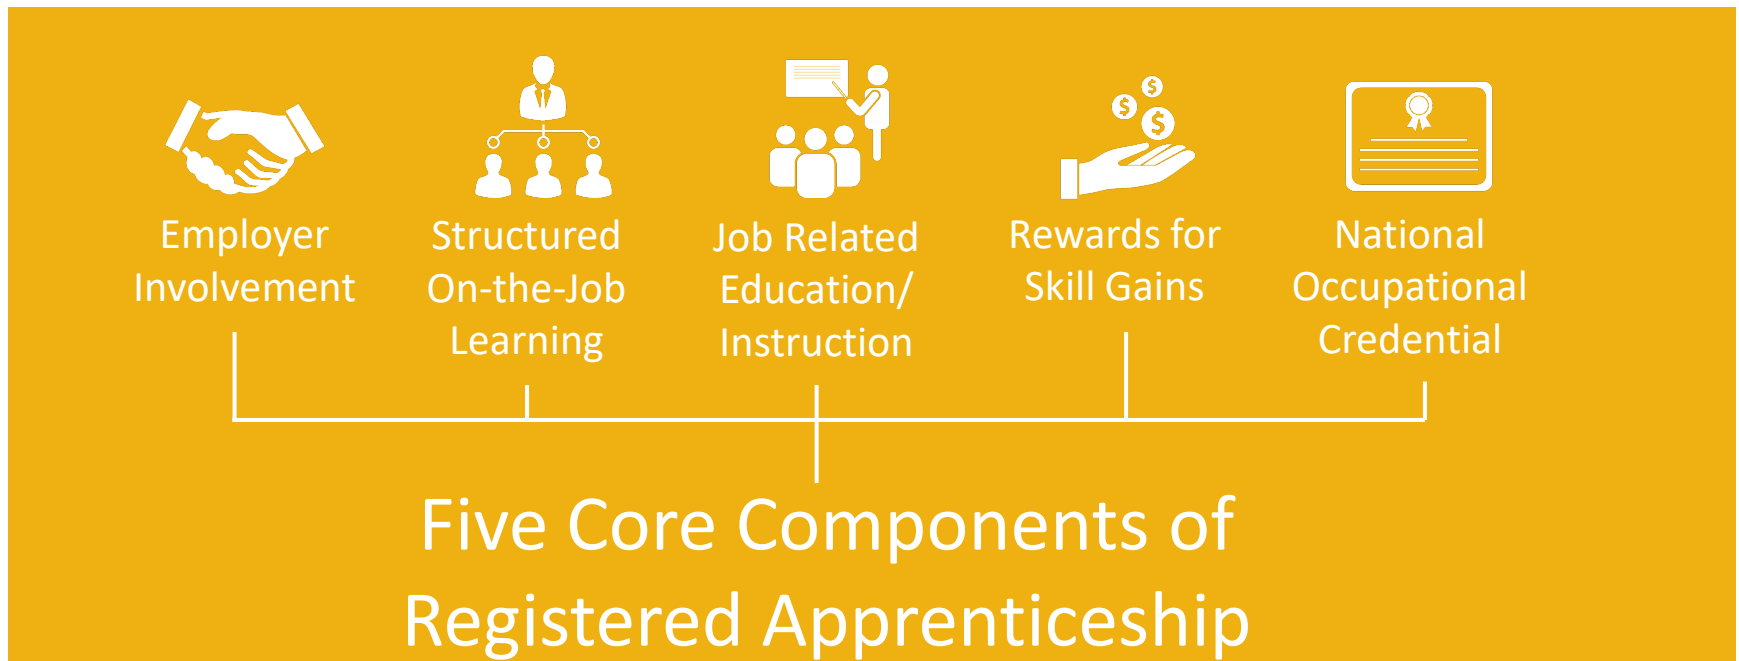 Employer
Involvement
Structured
On-the-Job
Learning
Job Related
Education/
Instruction
$
$
$
Rewards for
Skill Gains
National
Occupational
Credential
Five Core Components of
Registered Apprenticeship